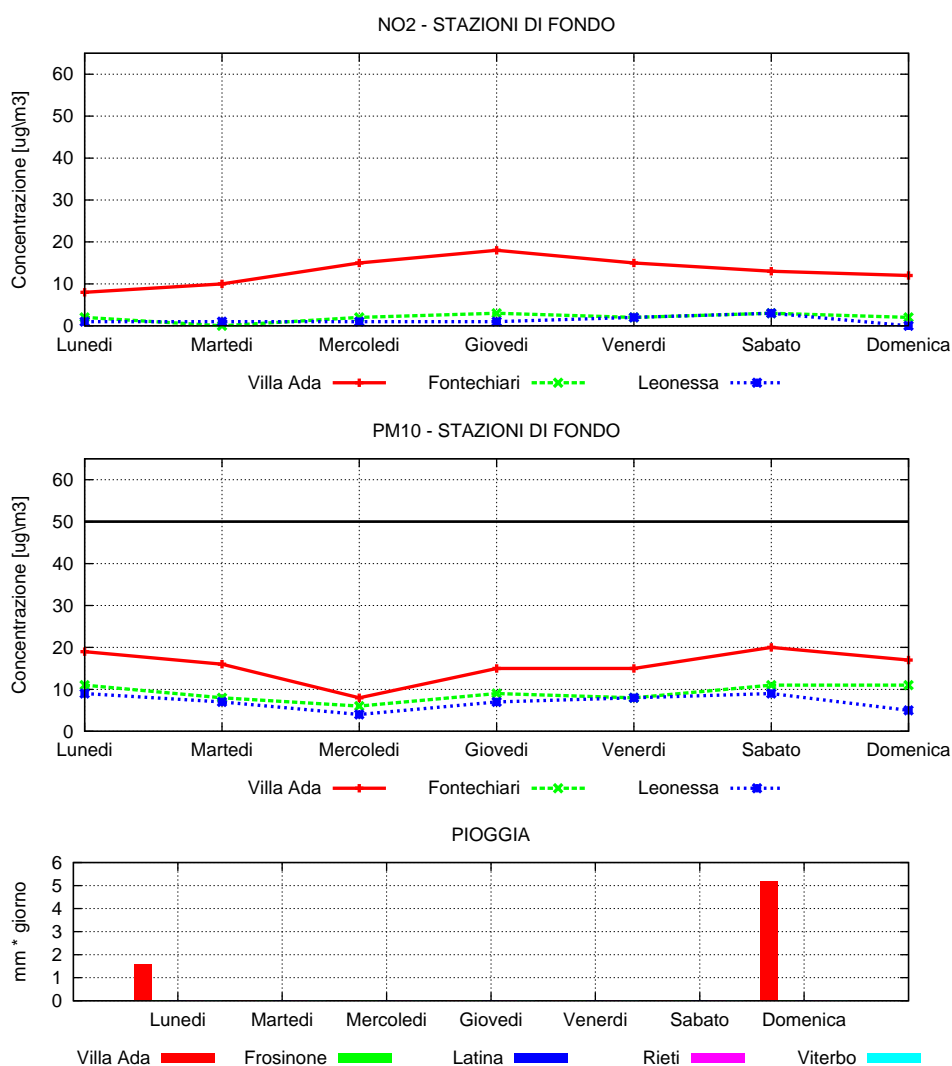 NO2 - STAZIONI DI FONDO
Concentrazione [ug\m3]
60
50
40
30
20
10
0
Lunedi Martedi Mercoledi Giovedi Venerdi Sabato Domenica
Villa Ada Fontechiari Leonessa
PM10 - STAZIONI DI FONDO
Concentrazione [ug\m3]
60
50
40
30
20
10
0
Lunedi Martedi Mercoledi Giovedi Venerdi Sabato Domenica
Villa Ada Fontechiari Leonessa
PIOGGIA
mm * giorno
6
5
4
3
2
1
0
Lunedi Martedi Mercoledi Giovedi Venerdi Sabato Domenica
Villa Ada Frosinone Latina Rieti Viterbo